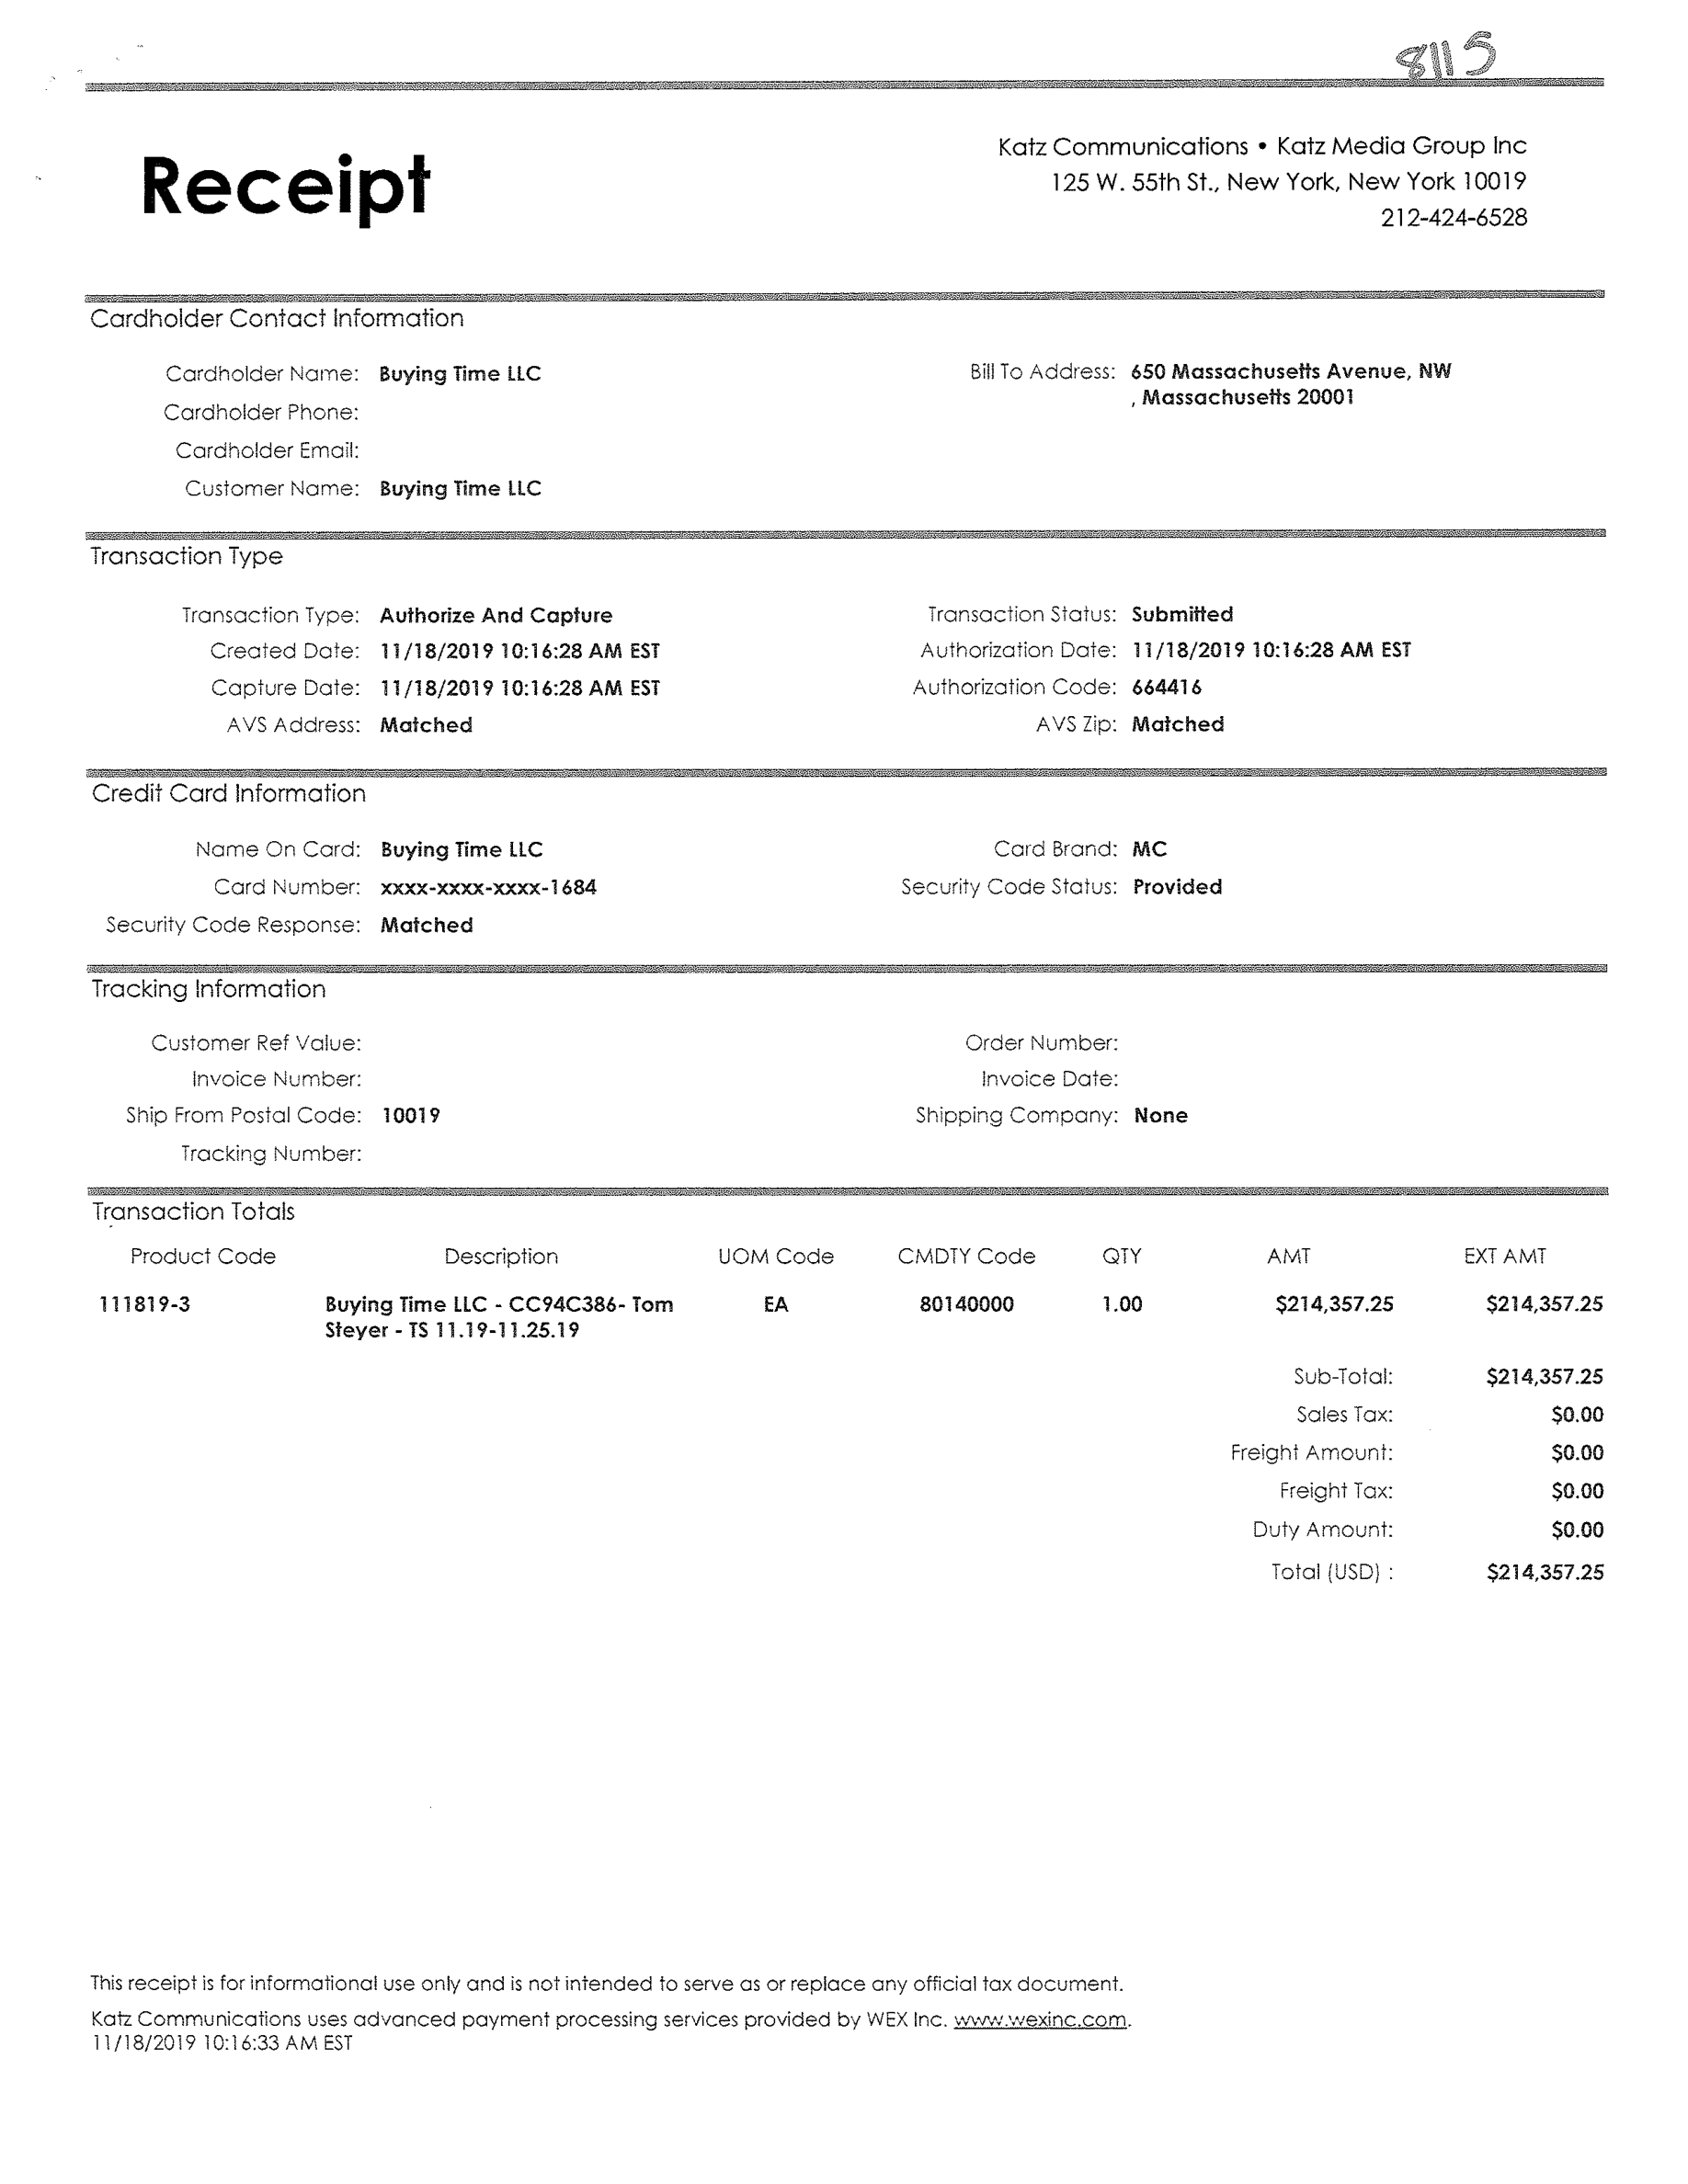 8115
Receipt
Katz Communications • Katz Media Group Inc
125 W. 55th St., New York, New York 10019
212-424-6528
Cardholder Contact Information
Cardholder Name: Buying Time LLC
Bill To Address: 650 Massachusetts Avenue, NW
, Massachusetts 20001
Cardholder Phone:
Cardholder Email:
Customer Name: Buying Time LLC
Transaction Type
Transaction Type: Authorize And Capture
Transaction Status: Submitted
Created Date: 11/18/2019 10:16:28 AM EST
Authorization Date: 11/18/2019 10:16:28 AM EST
Capture Date: 11/18/2019 10:16:28 AM EST
Authorization Code: 664416
AVS Address: Matched
AVS Zip: Matched
Credit Card Information
Name On Card: Buying Time LLC
Card Brand: MC
Card Number: xxxx-xxxx-xxxx-1684
Security Code Status: Provided
Security Code Response: Matched
Tracking Information
Customer Ref Value:
Order Number:
Invoice Number:
Invoice Date:
Ship From Postal Code: 10019
Shipping Company: None
Tracking Number:
Transaction Totals
Product Code Description UOM Code CMDTY Code QTY AMT EXT AMT
111819-3 Buying Time LLC - CC94C386- Tom EA 80140000 1.00 $214,357.25 $214,357.25
Steyer - TS 11.19-11.25.19
Sub-Total: $214,357.25
Sales Tax: $0.00
Freight Amount: $0.00
Freight Tax: $0.00
Duty Amount: $0.00
Total (USD) : $214,357.25
This receipt is for informational use only and is not intended to serve as or replace any official tax document.
Katz Communications uses advanced payment processing services provided by WEX Inc. www.wexinc.com.
11/18/2019 10:16:33 AM EST